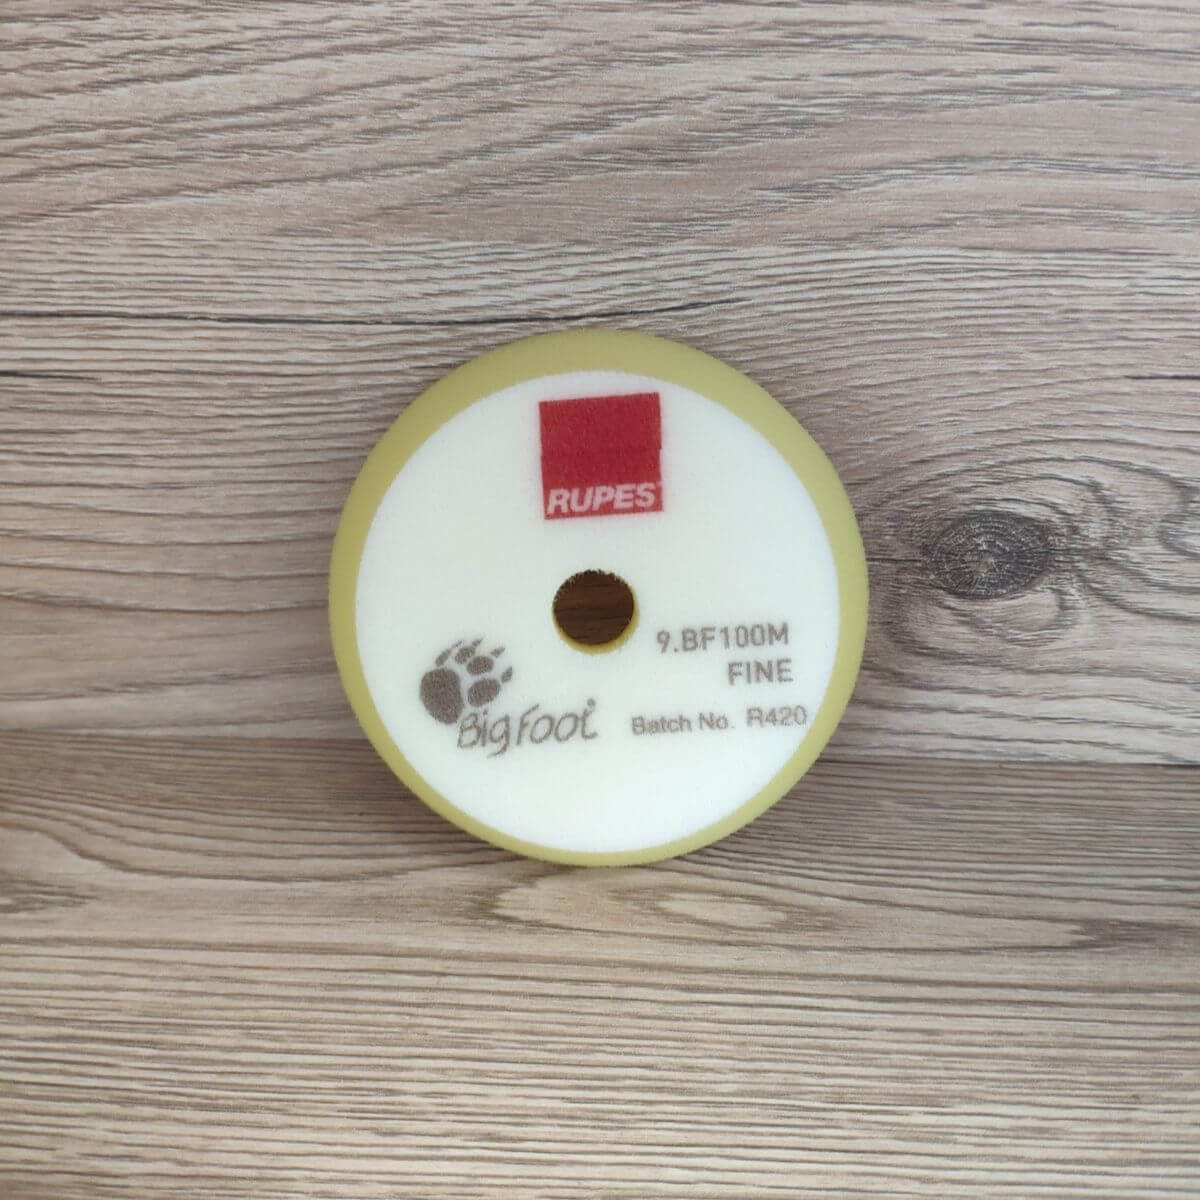 RUPES
9.BF100M
FINE
BigFoot
Batch No. R420